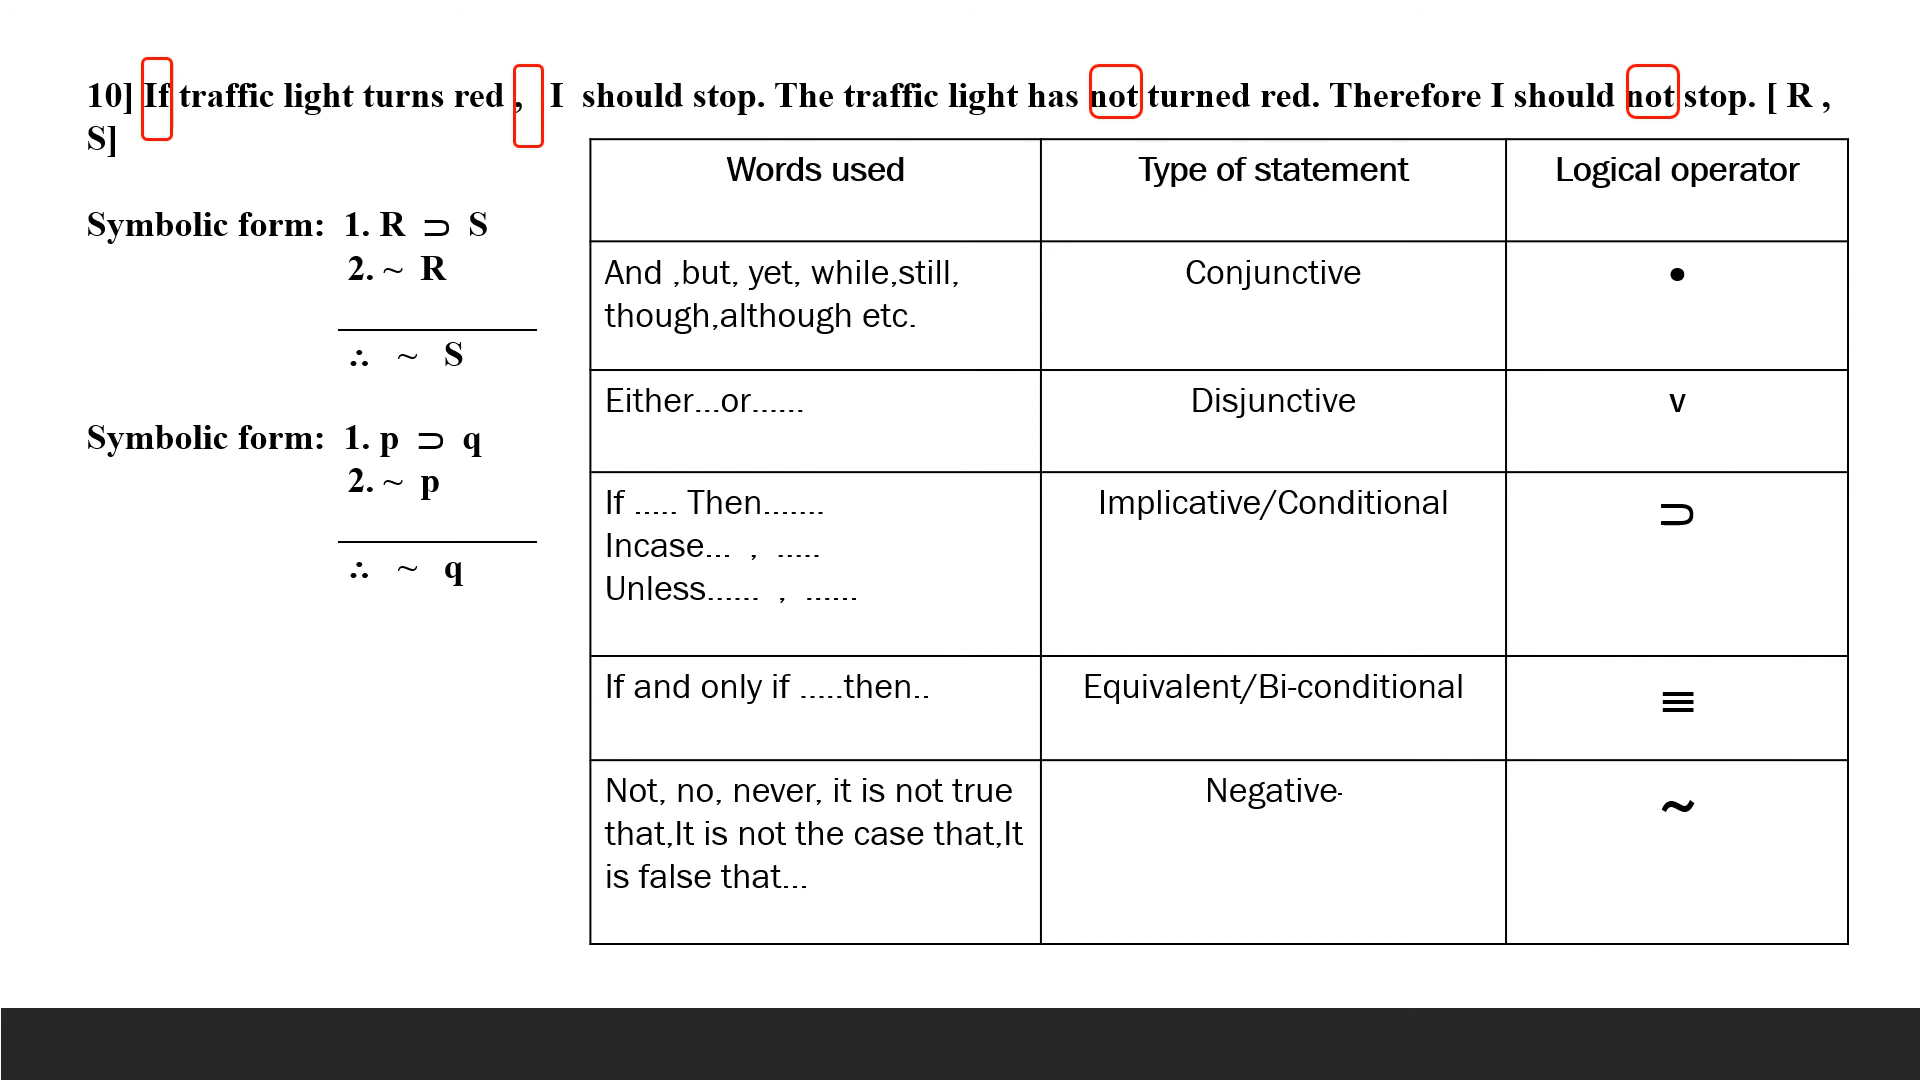 10] If traffic light turns red , I should stop. The traffic light has not turned red. Therefore I should not stop. [ R ,
S]
Symbolic form: 1. R ⊃ S
2. ~ R
∴ ~ S
Symbolic form: 1. p ⊃ q
2. ~ p
∴ ~ q
Words used Type of statement Logical operator
And ,but, yet, while,still, Conjunctive •
though,although etc.
Either...or...... Disjunctive v
If ..... Then....... Implicative/Conditional ⊃
Incase... , .....
Unless...... , ......
If and only if .....then.. Equivalent/Bi-conditional ≡
Not, no, never, it is not true Negative- ~
that,It is not the case that,It
is false that...